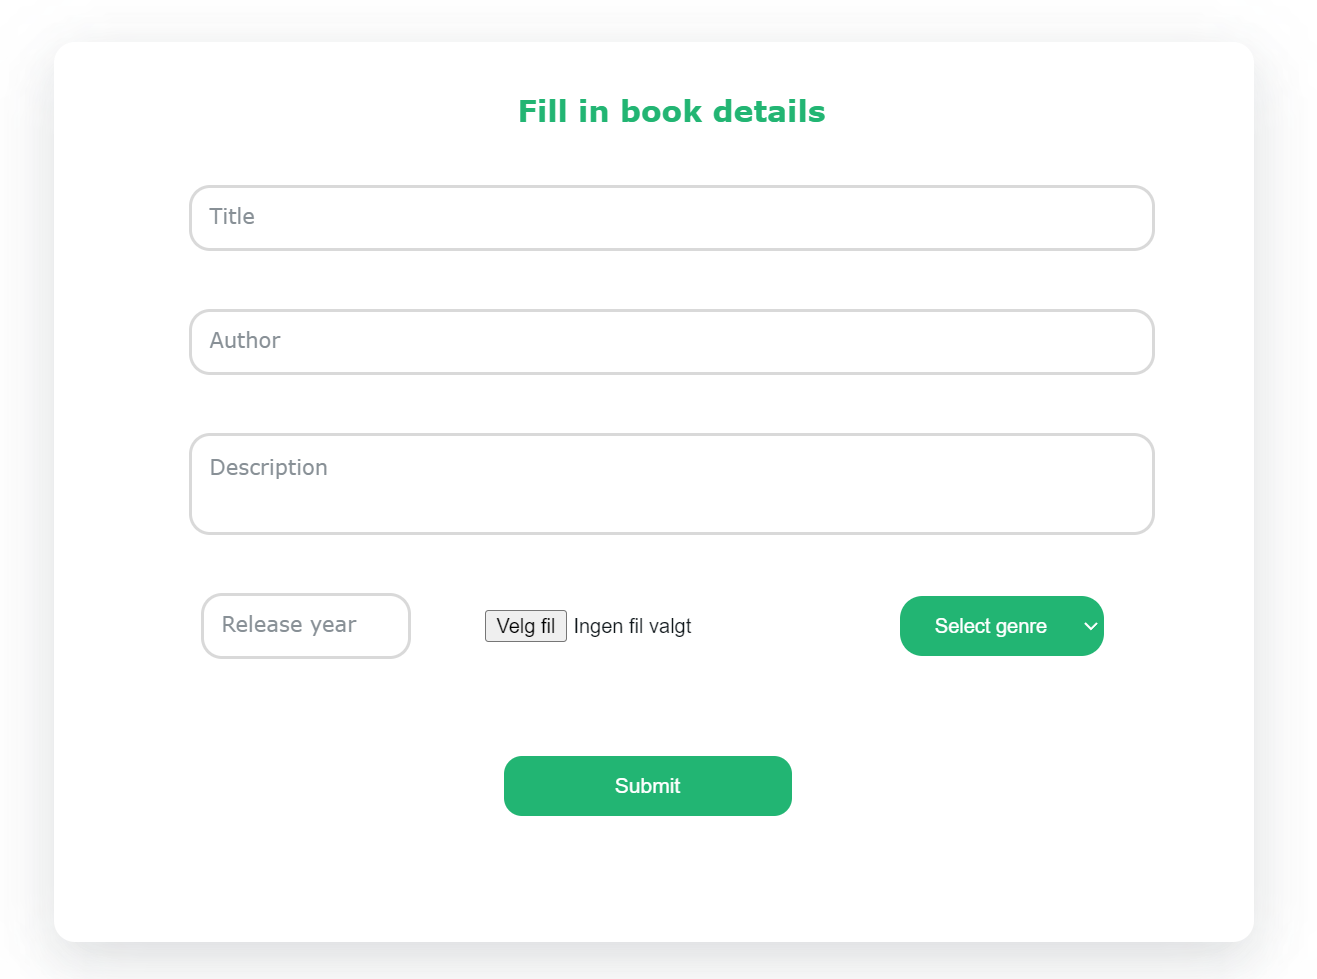 Fill in book details
Title
Author
Description
Release year
Velg fil Ingen fil valgt
Select genre
Submit